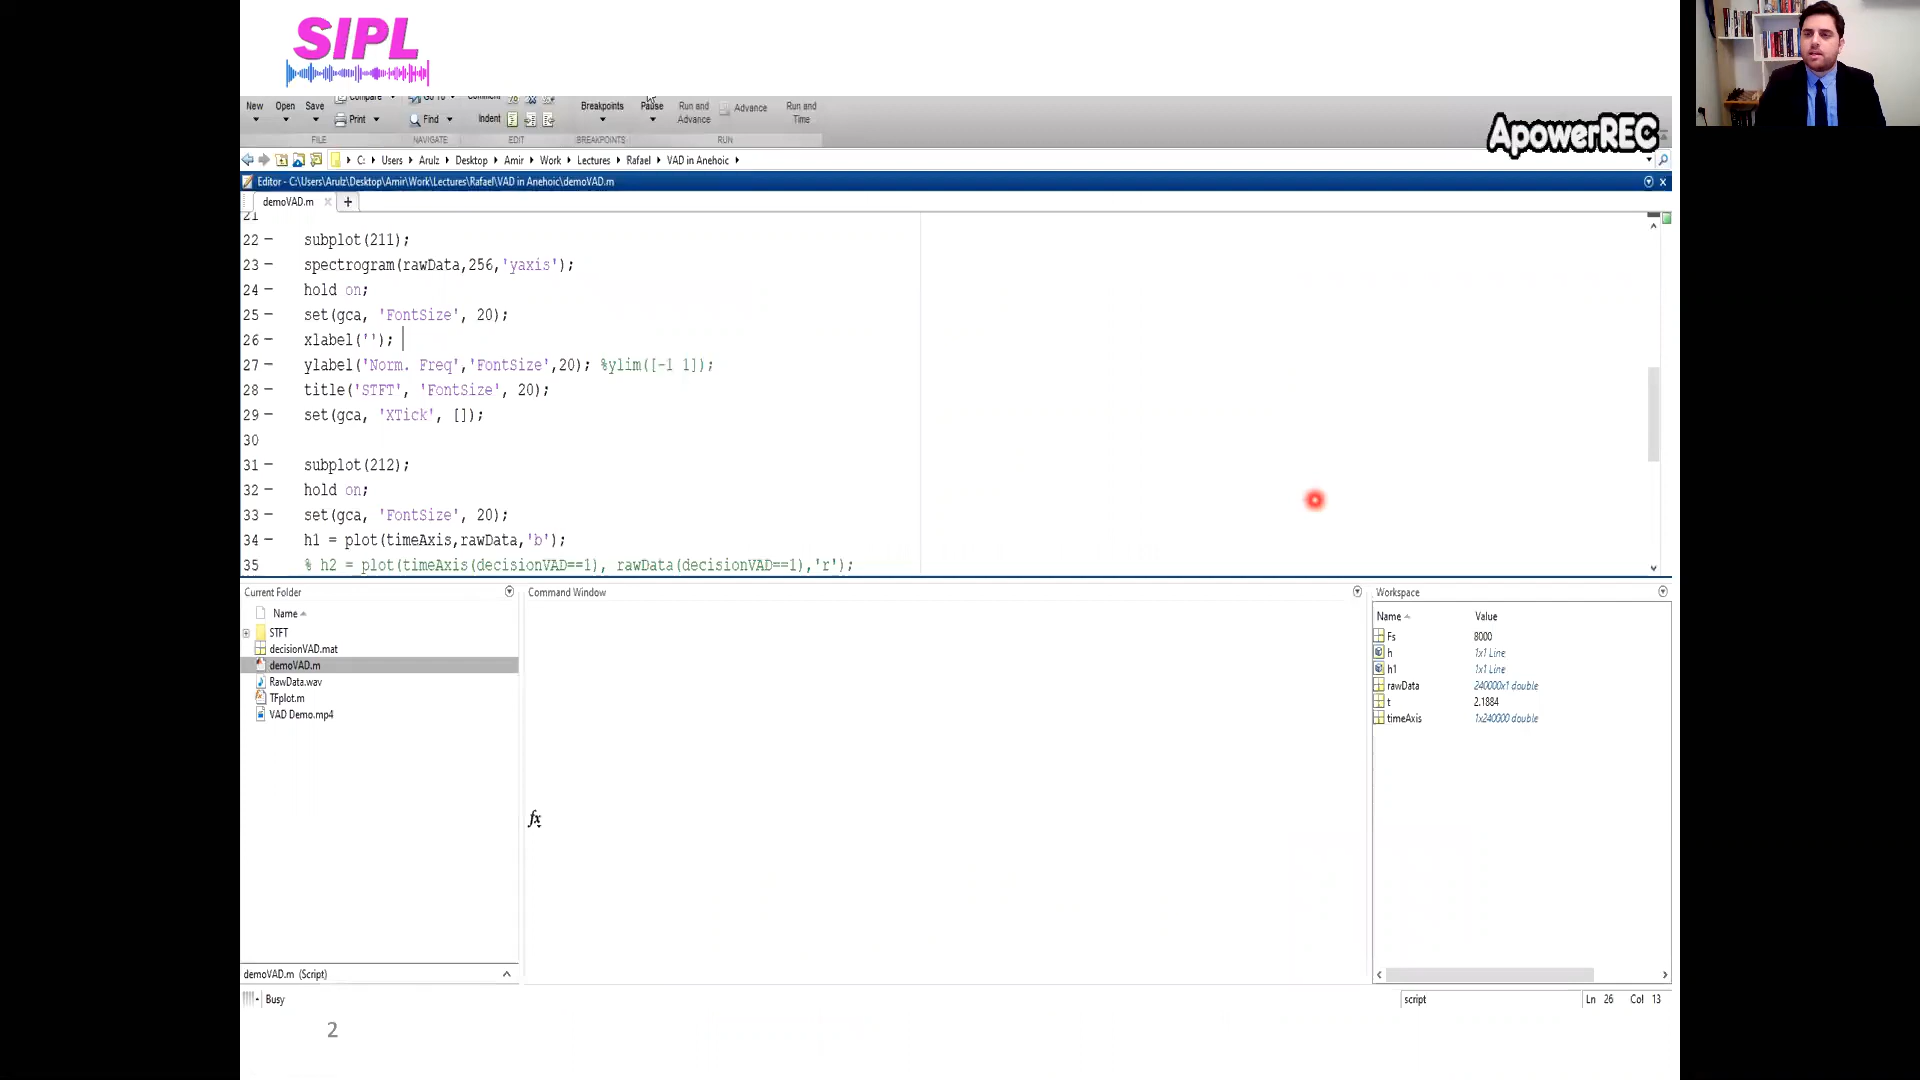 SIPL
Compare Go To Comment
New Open Save Breakpoints Pause Run and Advance Run and
Print Find Indent Advance Time
FILE NAVIGATE EDIT BREAKPOINTS RUN
ApowerREC
C: Users Arulz Desktop Amir Work Lectures Rafael VAD in Anehoic
Editor - C:\Users\Arulz\Desktop\Amir\Work\Lectures\Rafael\VAD in Anehoic\demoVAD.m
demoVAD.m × +
21
22 – subplot(211);
23 – spectrogram(rawData,256,'yaxis');
24 – hold on;
25 – set(gca, 'FontSize', 20);
26 – xlabel('');
27 – ylabel('Norm. Freq','FontSize',20); %ylim([-1 1]);
28 – title('STFT', 'FontSize', 20);
29 – set(gca, 'XTick', []);
30
31 – subplot(212);
32 – hold on;
33 – set(gca, 'FontSize', 20);
34 – h1 = plot(timeAxis,rawData,'b');
35 % h2 = plot(timeAxis(decisionVAD==1), rawData(decisionVAD==1),'r');
Current Folder
Name
STFT
decisionVAD.mat
demoVAD.m
RawData.wav
TFplot.m
VAD Demo.mp4
demoVAD.m (Script)
Command Window
fx
Workspace
Name Value
Fs 8000
h 1x1 Line
h1 1x1 Line
rawData 240000x1 double
t 2.1884
timeAxis 1x240000 double
Busy
script Ln 26 Col 13
2